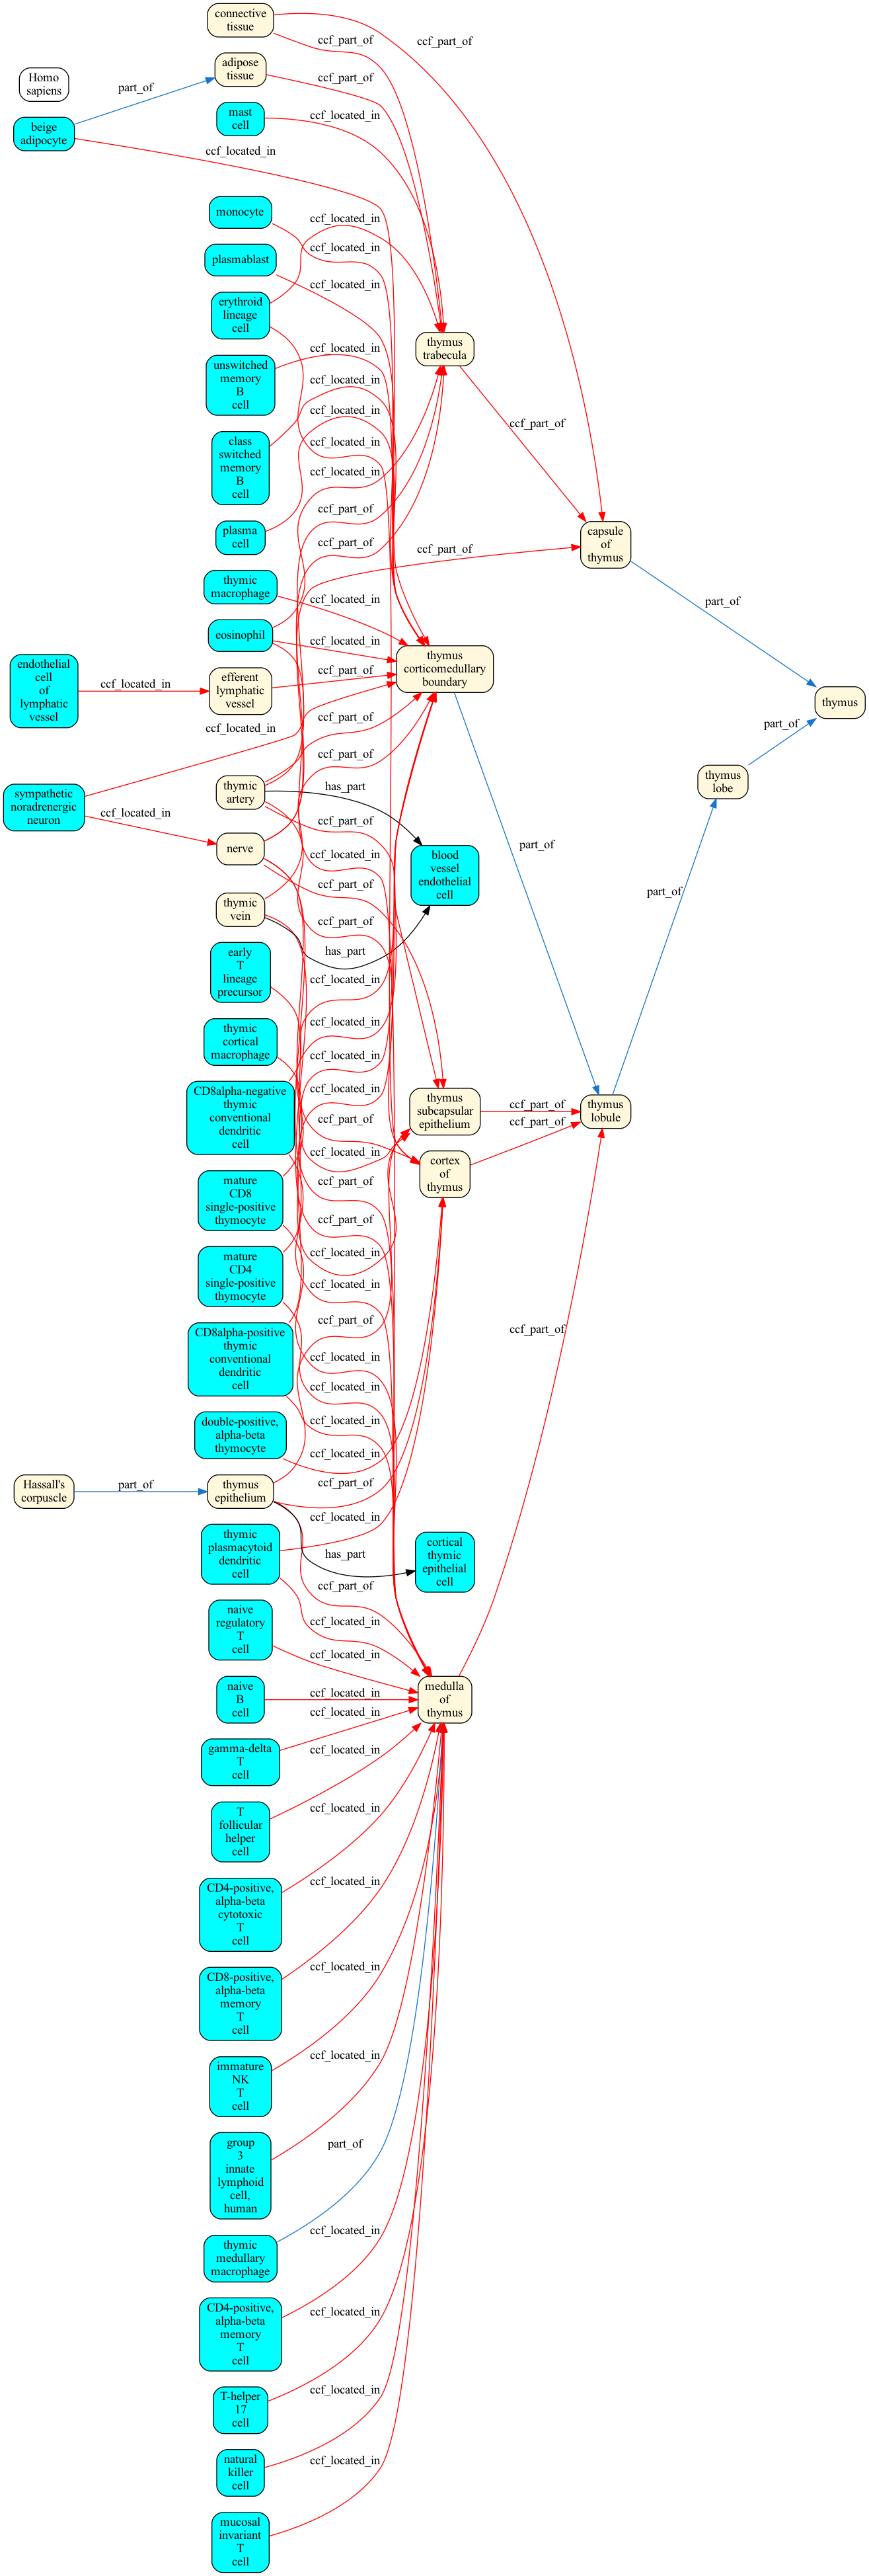 connective
tissue
ccf_part_of
ccf_part_of
adipose
tissue
ccf_part_of
Homo
sapiens
part_of
beige
adipocyte
mast
cell
ccf_located_in
ccf_located_in
monocyte
ccf_located_in
ccf_located_in
plasmablast
ccf_located_in
erythroid
lineage
cell
ccf_located_in
thymus
trabecula
unswitched
memory
B
cell
ccf_located_in
ccf_located_in
ccf_part_of
class
switched
memory
B
cell
ccf_located_in
ccf_located_in
plasma
cell
ccf_part_of
ccf_part_of
ccf_part_of
capsule
of
thymus
thymic
macrophage
ccf_located_in
part_of
eosinophil
ccf_located_in
thymus
corticomedullary
boundary
endothelial
cell
of
lymphatic
vessel
ccf_located_in
efferent
lymphatic
vessel
ccf_part_of
thymus
ccf_located_in
ccf_part_of
part_of
ccf_part_of
thymic
artery
has_part
thymus
lobe
sympathetic
noradrenergic
neuron
ccf_located_in
ccf_part_of
nerve
ccf_located_in
part_of
blood
vessel
endothelial
cell
ccf_part_of
part_of
thymic
vein
ccf_part_of
has_part
early
T
lineage
precursor
ccf_located_in
thymic
cortical
macrophage
ccf_located_in
ccf_located_in
CD8alpha-negative
thymic
conventional
dendritic
cell
ccf_part_of
thymus
subcapsular
epithelium
ccf_part_of
thymus
lobule
ccf_part_of
ccf_located_in
cortex
of
thymus
mature
CD8
single-positive
thymocyte
ccf_part_of
ccf_part_of
mature
CD4
single-positive
thymocyte
ccf_located_in
ccf_located_in
ccf_part_of
CD8alpha-positive
thymic
conventional
dendritic
cell
ccf_part_of
ccf_located_in
ccf_located_in
double-positive,
alpha-beta
thymocyte
ccf_located_in
ccf_located_in
Hassall's
corpuscle
part_of
thymus
epithelium
ccf_part_of
ccf_located_in
thymic
plasmacytoid
dendritic
cell
has_part
cortical
thymic
epithelial
cell
ccf_part_of
naive
regulatory
T
cell
ccf_located_in
ccf_located_in
naive
B
cell
ccf_located_in
medulla
of
thymus
ccf_located_in
gamma-delta
T
cell
ccf_located_in
T
follicular
helper
cell
ccf_located_in
CD4-positive,
alpha-beta
cytotoxic
T
cell
ccf_located_in
CD8-positive,
alpha-beta
memory
T
cell
ccf_located_in
immature
NK
T
cell
group
3
innate
lymphoid
cell,
human
part_of
thymic
medullary
macrophage
ccf_located_in
CD4-positive,
alpha-beta
memory
T
cell
ccf_located_in
T-helper
17
cell
ccf_located_in
natural
killer
cell
ccf_located_in
mucosal
invariant
T
cell